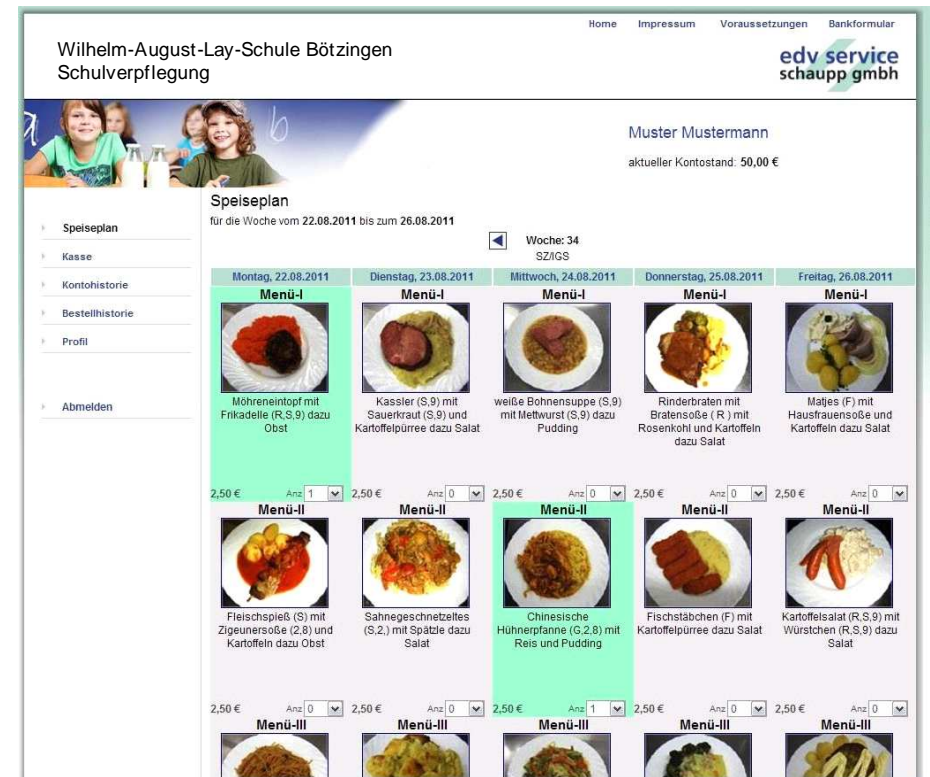 Home Impressum Voraussetzungen Bankformular
Wilhelm-August-Lay-Schule Bötzingen
Schulverpflegung
edv service
schaupp gmbh
a
b
Muster Mustermann
aktueller Kontostand: 50,00 €
Speiseplan
für die Woche vom 22.08.2011 bis zum 26.08.2011
Woche: 34
SZ/IGS
Speiseplan
Kasse
Kontohistorie
Bestellhistorie
Profil
Abmelden
Montag, 22.08.2011 Dienstag, 23.08.2011 Mittwoch, 24.08.2011 Donnerstag, 25.08.2011 Freitag, 26.08.2011
Menü-I Menü-I Menü-I Menü-I Menü-I
Möhreneintopf mit
Frikadelle (R,S,9) dazu
Obst
Kassler (S,9) mit
Sauerkraut (S,9) und
Kartoffelpürree dazu Salat
weiße Bohnensuppe (S,9)
mit Mettwurst (S,9) dazu
Pudding
Rinderbraten mit
Bratensoße ( R ) mit
Rosenkohl und Kartoffeln
dazu Salat
Matjes (F) mit
Hausfrauensoße und
Kartoffeln dazu Salat
2,50 € Anz 1 2,50 € Anz 0 2,50 € Anz 0 2,50 € Anz 0 2,50 € Anz 0
Menü-II Menü-II Menü-II Menü-II Menü-II
Fleischspieß (S) mit
Zigeunersoße (2,8) und
Kartoffeln dazu Obst
Sahnegeschnetzeltes
(S,2,) mit Spätzle dazu
Salat
Chinesische
Hühnerpfanne (G,2,8) mit
Reis und Pudding
Fischstäbchen (F) mit
Kartoffelpürree dazu Salat
Kartoffelsalat (R,S,9) mit
Würstchen (R,S,9) dazu
Salat
2,50 € Anz 0 2,50 € Anz 0 2,50 € Anz 1 2,50 € Anz 0 2,50 € Anz 0
Menü-III Menü-III Menü-III Menü-III Menü-III